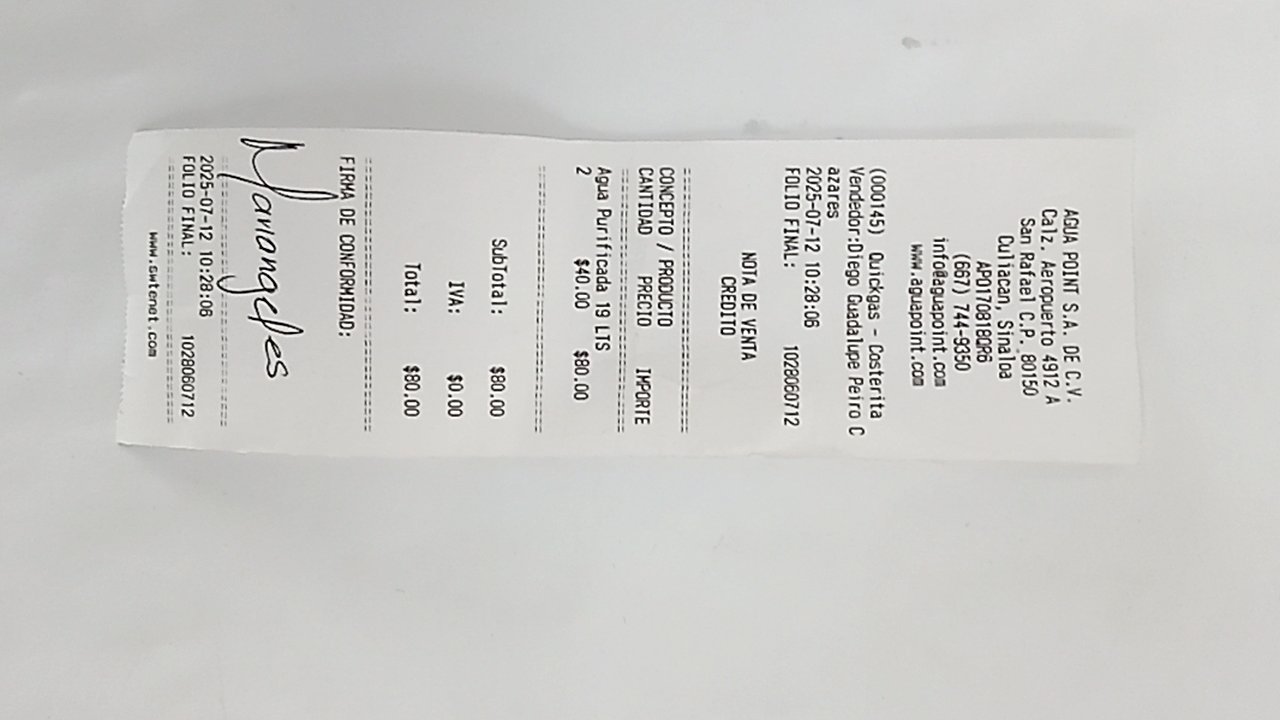 AGUA POINT S.A. DE C.V.
Calz. Aeropuerto 4912 A
San Rafael C.P. 80150
Culiacan, Sinaloa
APO170818QR6
(667) 744-9350
info@aguapoint.com
www.aguapoint.com
(000145) Quickgas - Costerita
Vendedor:Diego Guadalupe Peiro C
azares
2025-07-12 10:28:06
FOLIO FINAL: 1028060712
NOTA DE VENTA
CREDITO
===============================
CONCEPTO / PRODUCTO
CANTIDAD PRECIO IMPORTE
===============================
Agua Purificada 19 LTS
2 $40.00 $80.00
===============================
SubTotal: $80.00
IVA: $0.00
Total: $80.00
===============================
FIRMA DE CONFORMIDAD:
Mariangeles
===============================
2025-07-12 10:28:06
FOLIO FINAL: 1028060712
===============================
www.swtenet.com